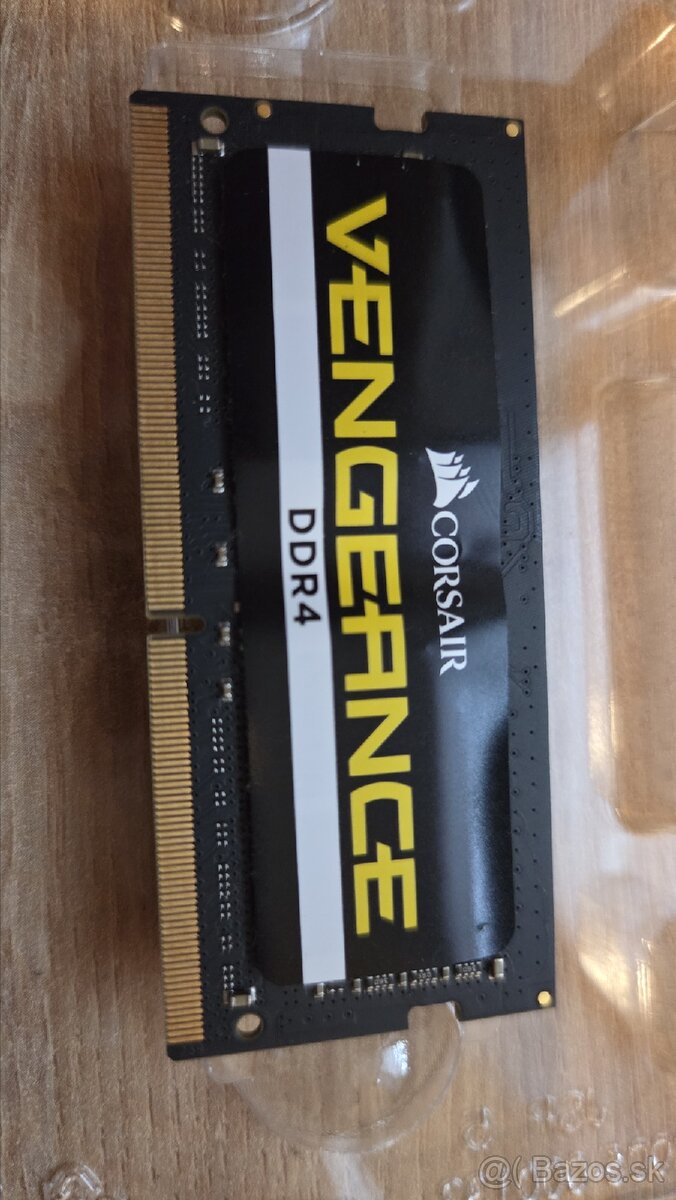 CORSAIR
VENGEANCE
DDR4
@( Bazos.sk